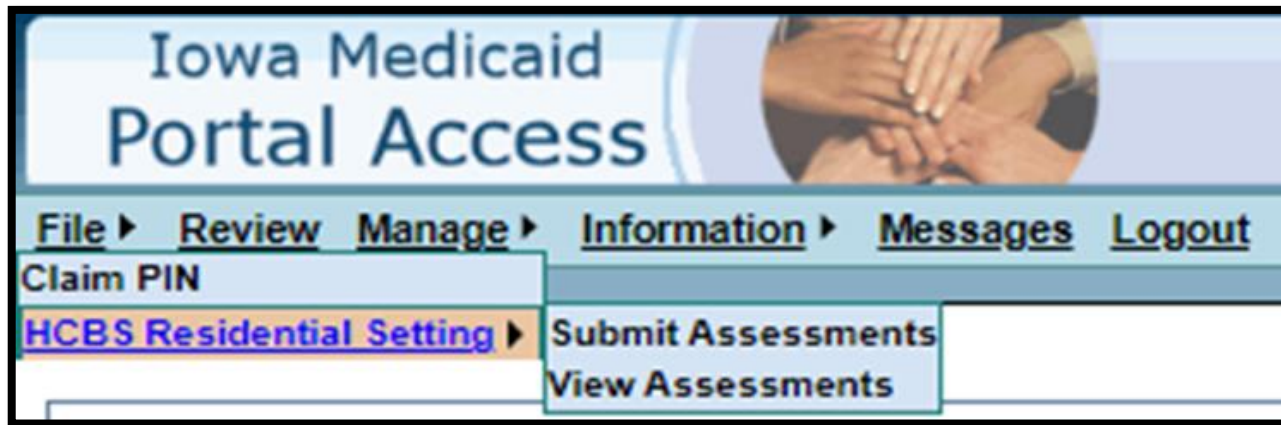 Iowa Medicaid
Portal Access
File Review Manage Information Messages Logout
Claim PIN
HCBS Residential Setting Submit Assessments
View Assessments